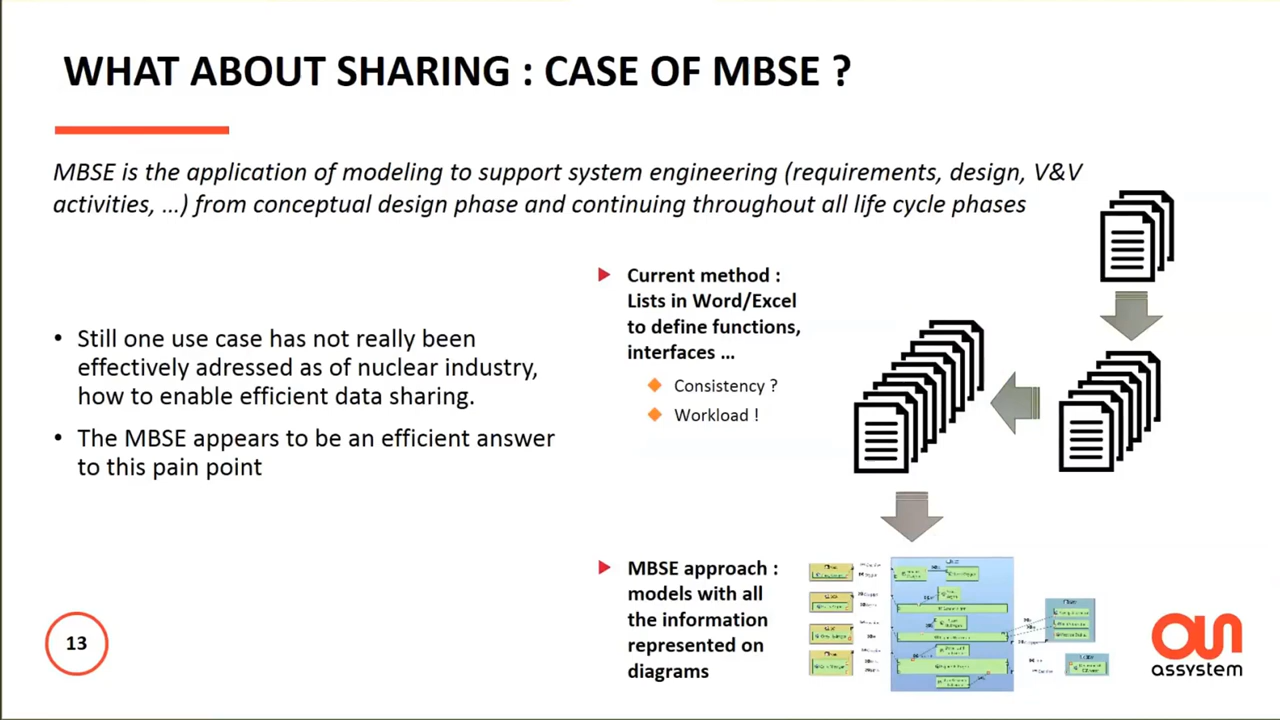 WHAT ABOUT SHARING : CASE OF MBSE ?
MBSE is the application of modeling to support system engineering (requirements, design, V&V
activities, …) from conceptual design phase and continuing throughout all life cycle phases
• Still one use case has not really been
effectively adressed as of nuclear industry,
how to enable efficient data sharing.
• The MBSE appears to be an efficient answer
to this pain point
Current method :
Lists in Word/Excel
to define functions,
interfaces …
Consistency ?
Workload !
MBSE approach :
models with all
the information
represented on
diagrams
13
assystem